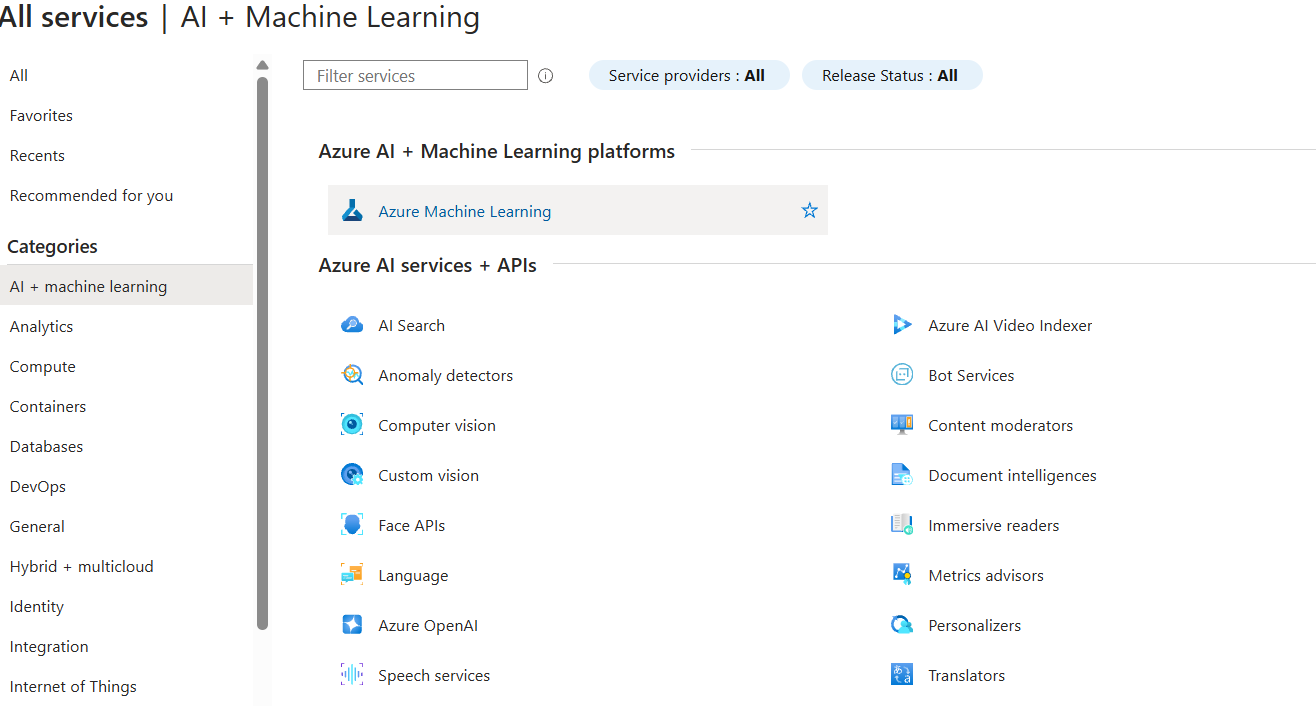 All services | AI + Machine Learning
All
Favorites
Recents
Recommended for you
Categories
AI + machine learning
Analytics
Compute
Containers
Databases
DevOps
General
Hybrid + multicloud
Identity
Integration
Internet of Things
Filter services
Service providers : All
Release Status : All
Azure AI + Machine Learning platforms
Azure Machine Learning
Azure AI services + APIs
AI Search
Azure AI Video Indexer
Anomaly detectors
Bot Services
Computer vision
Content moderators
Custom vision
Document intelligences
Face APIs
Immersive readers
Language
Metrics advisors
Azure OpenAI
Personalizers
Speech services
Translators